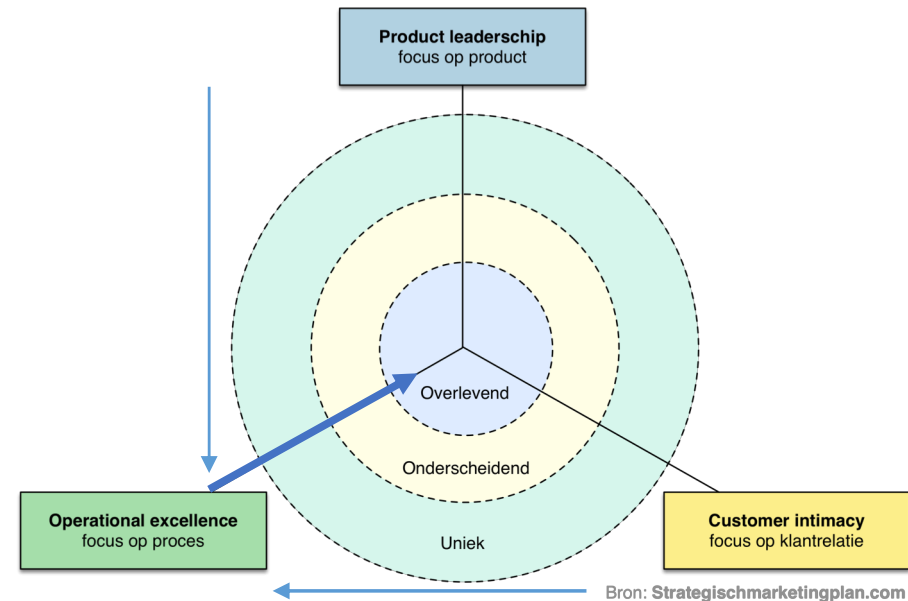 Product leaderschip
focus op product
Overlevend
Onderscheidend
Operational excellence
focus op proces
Customer intimacy
focus op klantrelatie
Uniek
Bron: Strategischmarketingplan.com